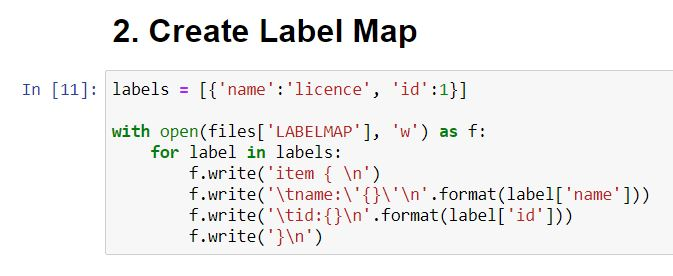 2. Create Label Map
In [11]: labels = [{'name':'licence', 'id':1}]
with open(files['LABELMAP'], 'w') as f:
    for label in labels:
        f.write('item { \n')
        f.write('\tname:\'{}\'\n'.format(label['name']))
        f.write('\tid:{}\n'.format(label['id']))
        f.write('}\n')